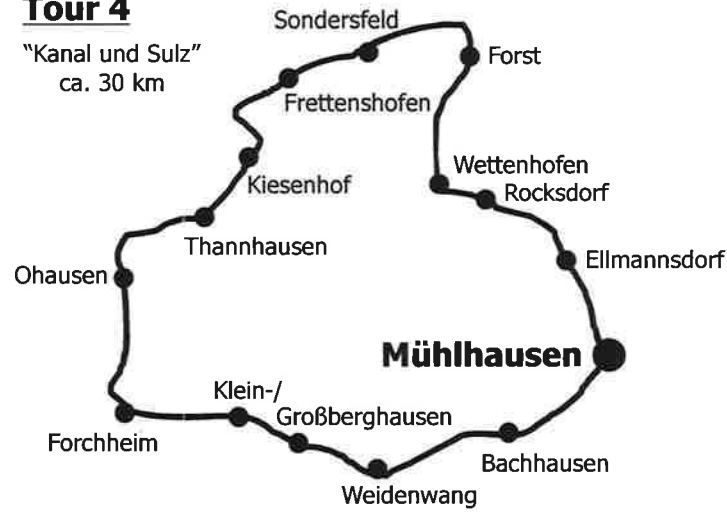 Tour 4
"Kanal und Sulz"
ca. 30 km
Sondersfeld
Forst
Frettenshofen
Wettenhofen
Kiesenhof
Rocksdorf
Thannhausen
Ellmannsdorf
Ohausen
Mühlhausen
Klein-/
Großberghausen
Forchheim
Bachhausen
Weidenwang